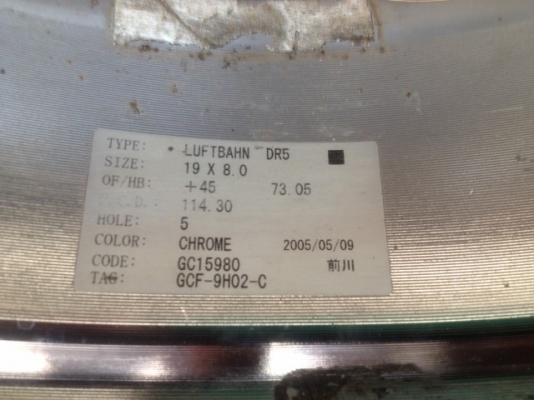 TYPE: • LUFTBAHN DR5 ■
SIZE: 19 X 8.0
OF/HB: +45 73.05
P.C.D.: 114.30
HOLE: 5
COLOR: CHROME 2005/05/09
CODE: GC15980 前川
TAG: GCF-9H02-C